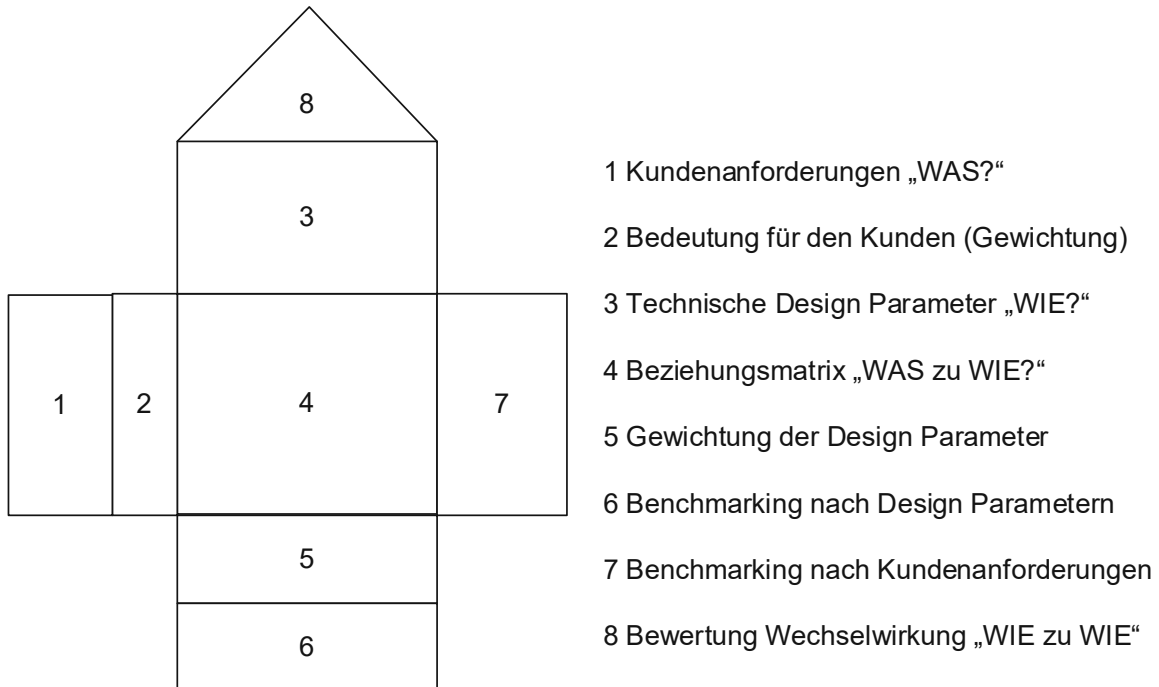 8
3
1
2
4
7
5
6
1 Kundenanforderungen „WAS?“
2 Bedeutung für den Kunden (Gewichtung)
3 Technische Design Parameter „WIE?“
4 Beziehungsmatrix „WAS zu WIE?“
5 Gewichtung der Design Parameter
6 Benchmarking nach Design Parametern
7 Benchmarking nach Kundenanforderungen
8 Bewertung Wechselwirkung „WIE zu WIE“